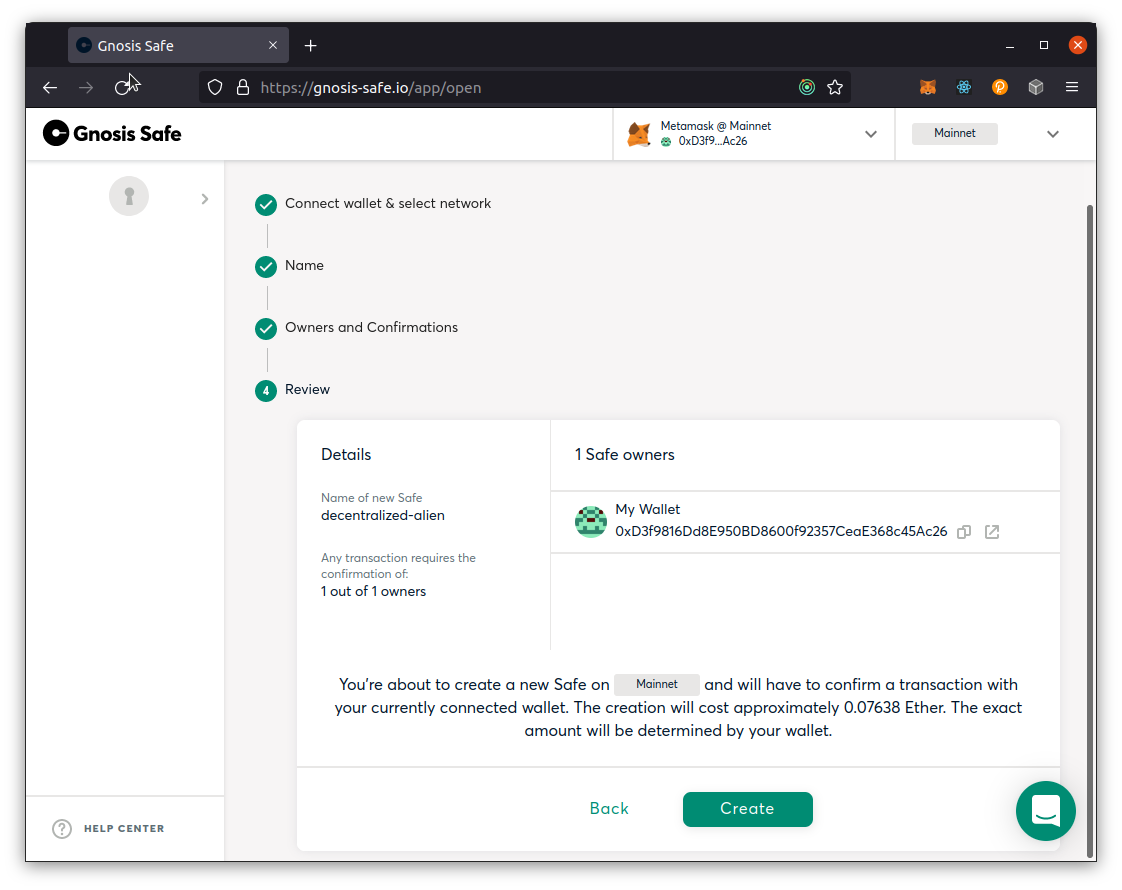 Gnosis Safe
https://gnosis-safe.io/app/open
Gnosis Safe
Metamask @ Mainnet
0xD3f9...Ac26
Mainnet
Connect wallet & select network
Name
Owners and Confirmations
4 Review
Details
Name of new Safe
decentralized-alien
Any transaction requires the
confirmation of:
1 out of 1 owners
1 Safe owners
My Wallet
0xD3f9816Dd8E950BD8600f92357CeaE368c45Ac26
You're about to create a new Safe on Mainnet and will have to confirm a transaction with
your currently connected wallet. The creation will cost approximately 0.07638 Ether. The exact
amount will be determined by your wallet.
Back
Create
? HELP CENTER